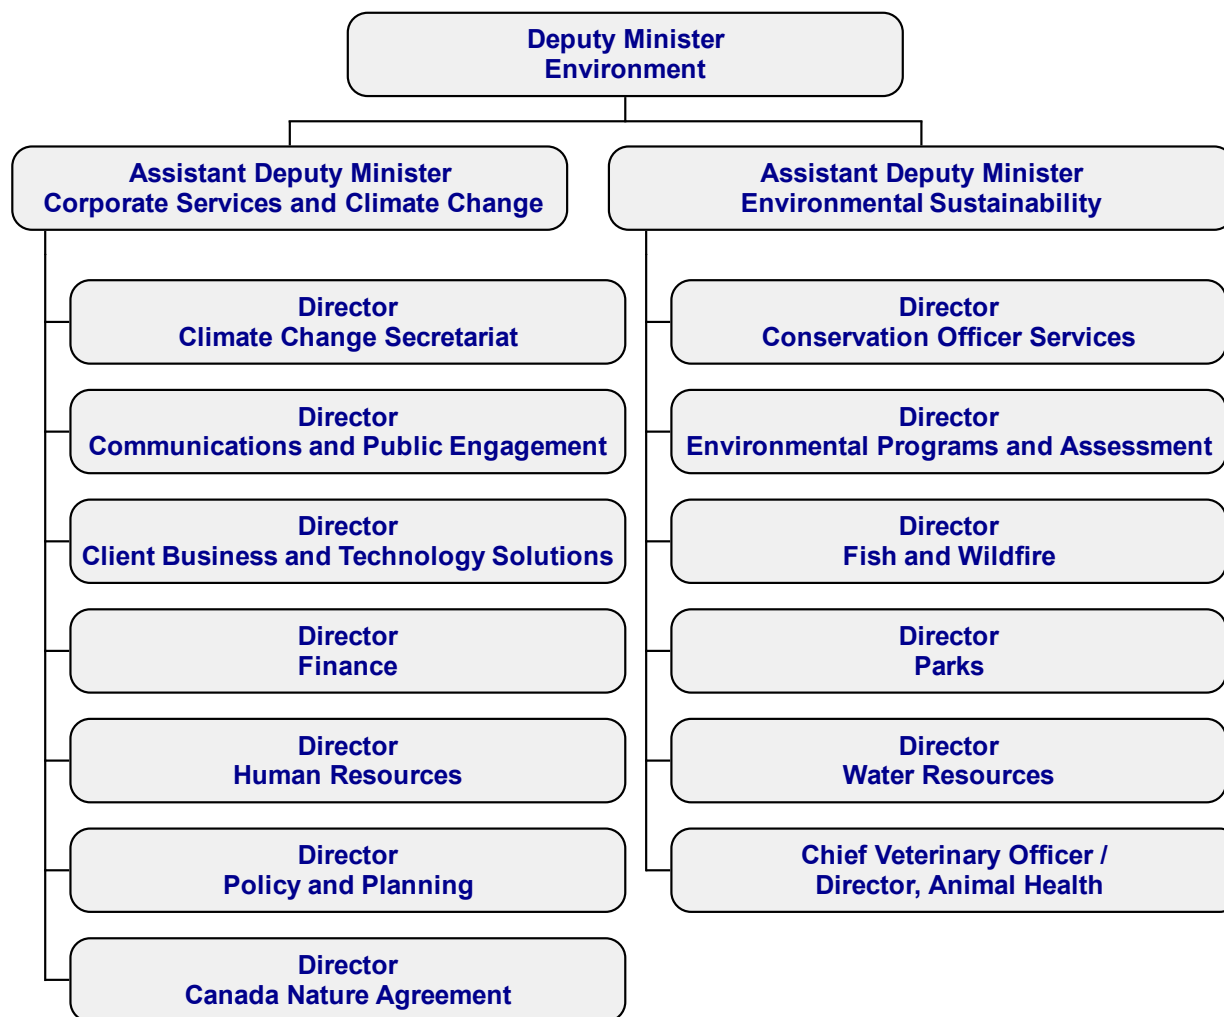 Deputy Minister
Environment
Assistant Deputy Minister
Corporate Services and Climate Change
Director
Climate Change Secretariat
Director
Communications and Public Engagement
Director
Client Business and Technology Solutions
Director
Finance
Director
Human Resources
Director
Policy and Planning
Director
Canada Nature Agreement
Assistant Deputy Minister
Environmental Sustainability
Director
Conservation Officer Services
Director
Environmental Programs and Assessment
Director
Fish and Wildfire
Director
Parks
Director
Water Resources
Chief Veterinary Officer /
Director, Animal Health